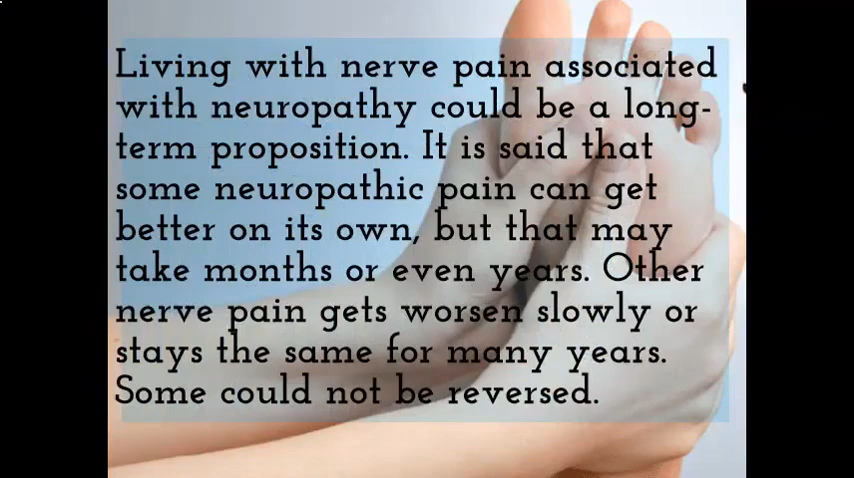 Living with nerve pain associated
with neuropathy could be a long-
term proposition. It is said that
some neuropathic pain can get
better on its own, but that may
take months or even years. Other
nerve pain gets worsen slowly or
stays the same for many years.
Some could not be reversed.